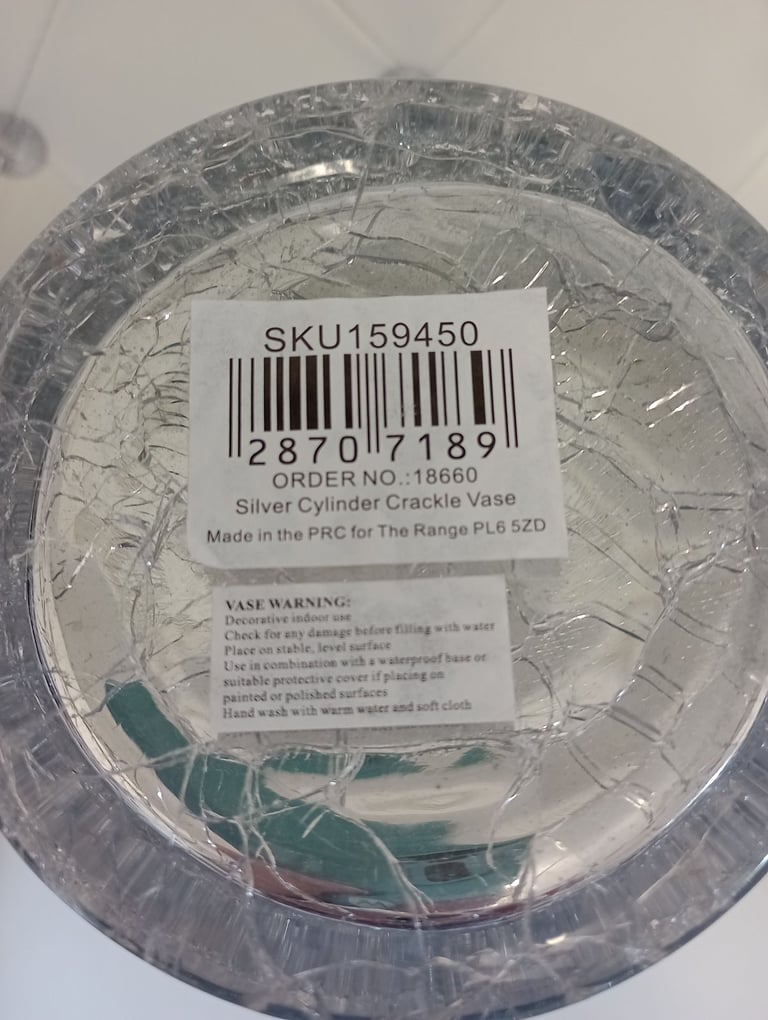 SKU159450
2870 7189
ORDER NO.:18660
Silver Cylinder Crackle Vase
Made in the PRC for The Range PL6 5ZD
VASE WARNING:
Decorative indoor use
Check for any damage before filling with water
Place on stable, level surface
Use in combination with a waterproof base or
suitable protective cover if placing on
painted or polished surfaces
Hand wash with warm water and soft cloth